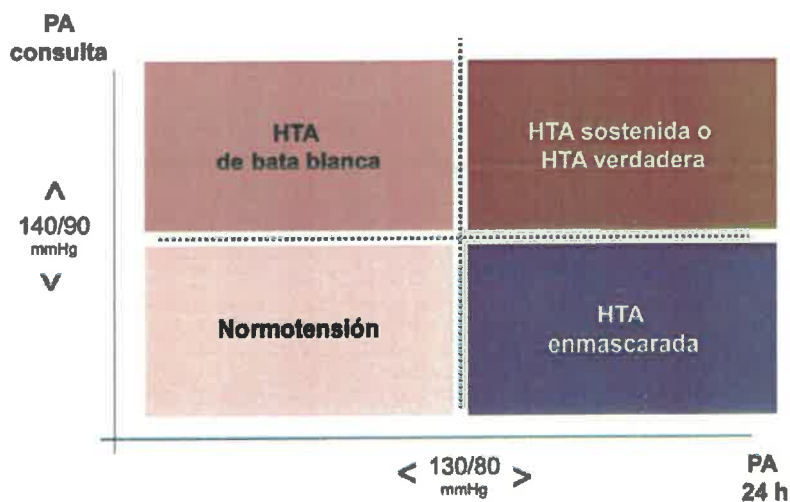 PA
consulta
HTA
de bata blanca
HTA sostenida o
HTA verdadera
>
140/90
mmHg
>
Normotensión
HTA
enmascarada
< 130/80 >
mmHg
PA
24 h